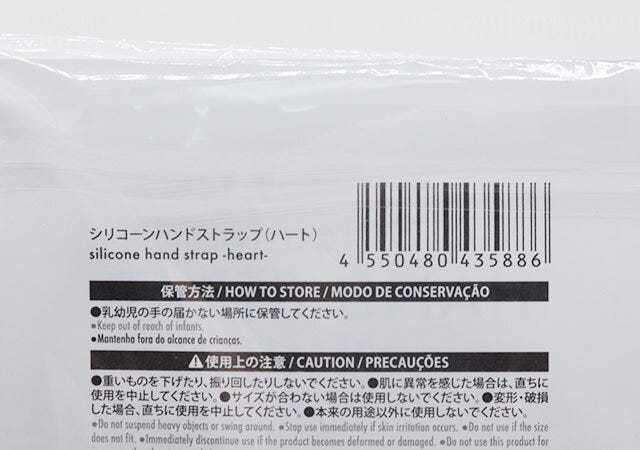 シリコーンハンドストラップ(ハート)
silicone hand strap -heart-
4 550480 435886
保管方法 / HOW TO STORE / MODO DE CONSERVAÇÃO
●乳幼児の手の届かない場所に保管してください。
●Keep out of reach of infants.
●Mantenha fora do alcance de crianças.
⚠使用上の注意 / CAUTION / PRECAUÇÕES
●重いものを下げたり、振り回したりしないでください。●肌に異常を感じた場合は、直ちに
使用を中止してください。●サイズが合わない場合は使用しないでください。●変形・破損
した場合、直ちに使用を中止してください。●本来の用途以外に使用しないでください。
●Do not suspend heavy objects or swing around. ●Stop use immediately if skin irritation occurs. ●Do not use if the size
does not fit. ●Immediately discontinue use if the product becomes deformed or damaged. ●Do not use this product for